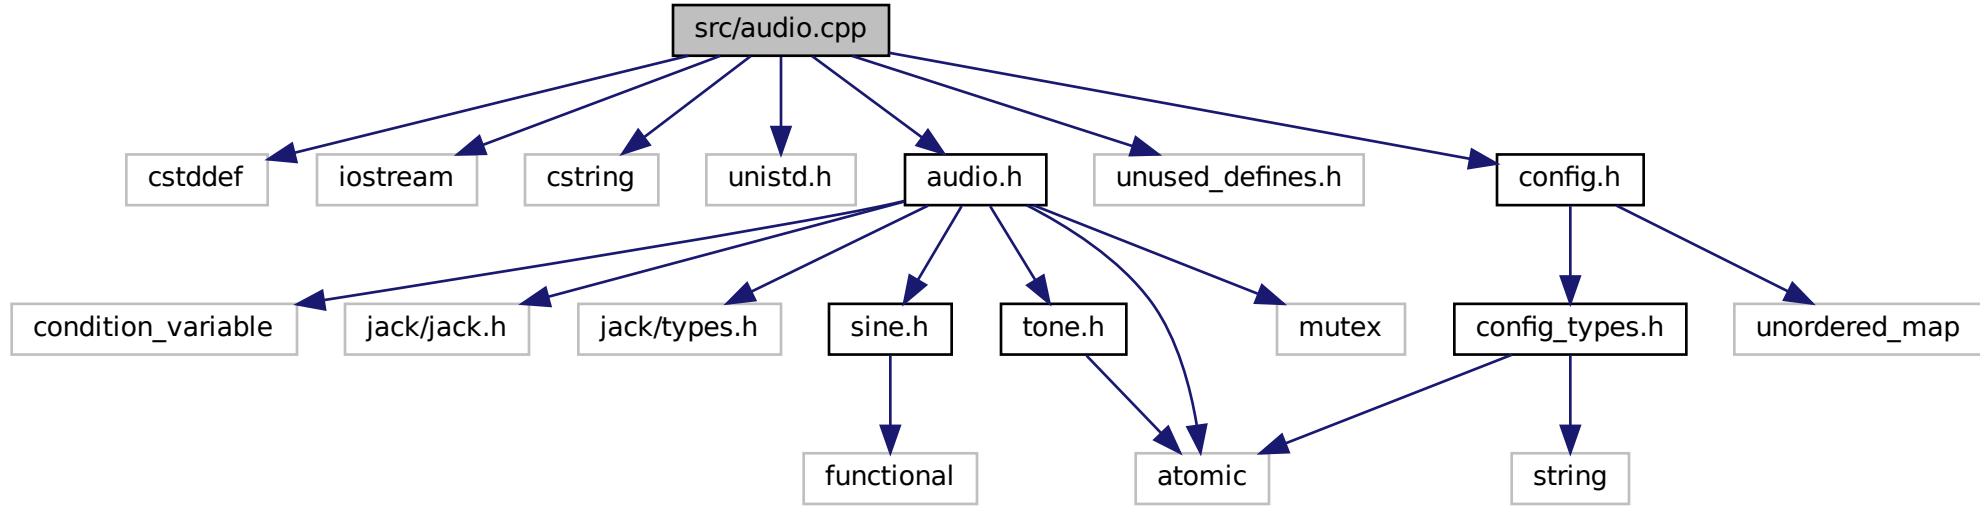 src/audio.cpp
cstddef
iostream
cstring
unistd.h
audio.h
unused_defines.h
config.h
condition_variable
jack/jack.h
jack/types.h
sine.h
tone.h
mutex
config_types.h
unordered_map
functional
atomic
string